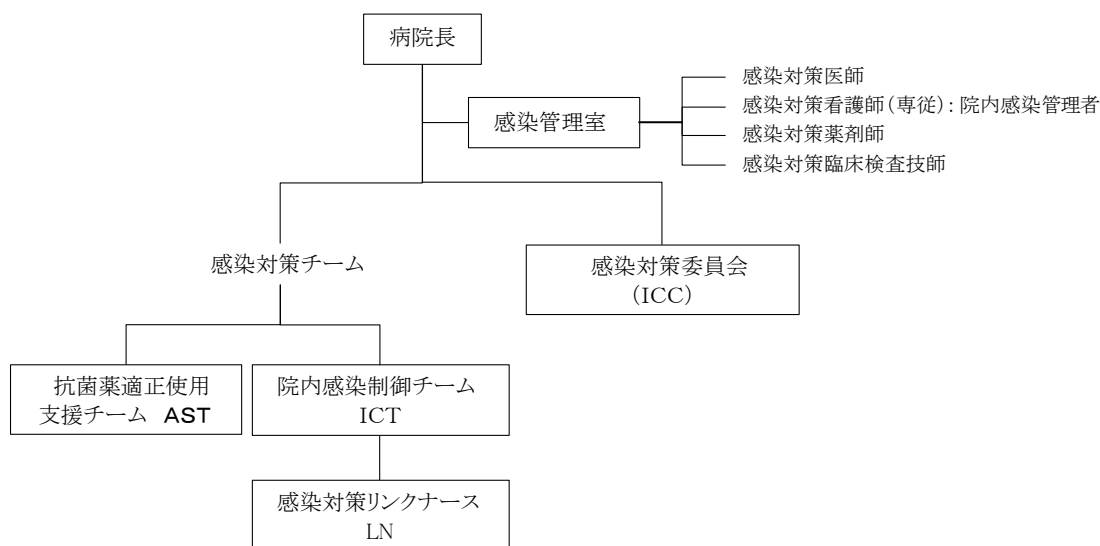 病院長
感染管理室
感染対策医師
感染対策看護師（専従）：院内感染管理者
感染対策薬剤師
感染対策臨床検査技師
感染対策チーム
感染対策委員会
（ICC）
抗菌薬適正使用
支援チーム　AST
院内感染制御チーム
ICT
感染対策リンクナース
LN